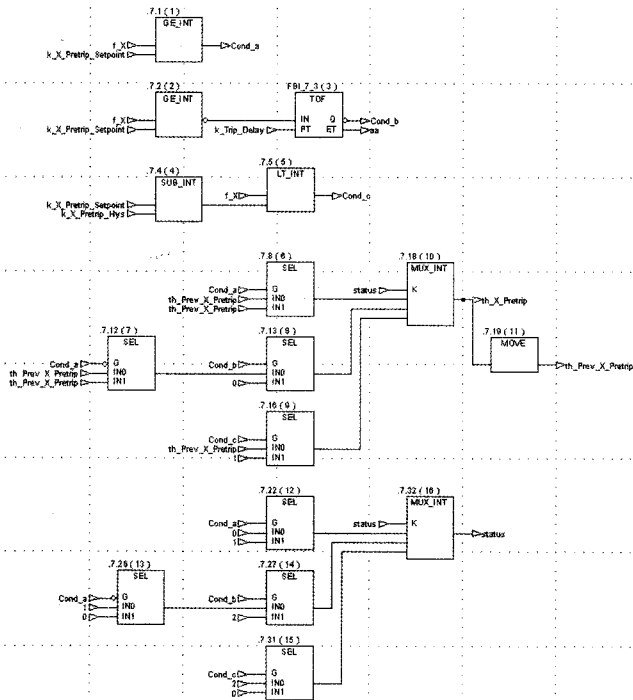 .7.1 ( 1 )
GE_INT
f_X
k_X_Pretrip_Setpoint
Cond_a
.7.2 ( 2 )
GE_INT
f_X
k_X_Pretrip_Setpoint
FBI_7_3 ( 3 )
TOF
IN Q
PT ET
k_Trip_Delay
Cond_b
aa
.7.4 ( 4 )
SUB_INT
k_X_Pretrip_Setpoint
k_X_Pretrip_Hys
.7.5 ( 5 )
LT_INT
f_X
Cond_c
.7.8 ( 6 )
SEL
Cond_a G
th_Prev_X_Pretrip IN0
th_Prev_X_Pretrip IN1
.7.18 ( 10 )
MUX_INT
status K
th_X_Pretrip
.7.19 ( 11 )
MOVE
th_Prev_X_Pretrip
.7.12 ( 7 )
SEL
Cond_a G
th_Prev_X_Pretrip IN0
th_Prev_X_Pretrip IN1
.7.13 ( 8 )
SEL
Cond_b G
IN0
0 IN1
.7.16 ( 9 )
SEL
Cond_c G
th_Prev_X_Pretrip IN0
1 IN1
.7.22 ( 12 )
SEL
Cond_a G
0 IN0
1 IN1
.7.32 ( 16 )
MUX_INT
status K
status
.7.26 ( 13 )
SEL
Cond_a G
1 IN0
0 IN1
.7.27 ( 14 )
SEL
Cond_b G
IN0
2 IN1
.7.31 ( 15 )
SEL
Cond_c G
2 IN0
0 IN1